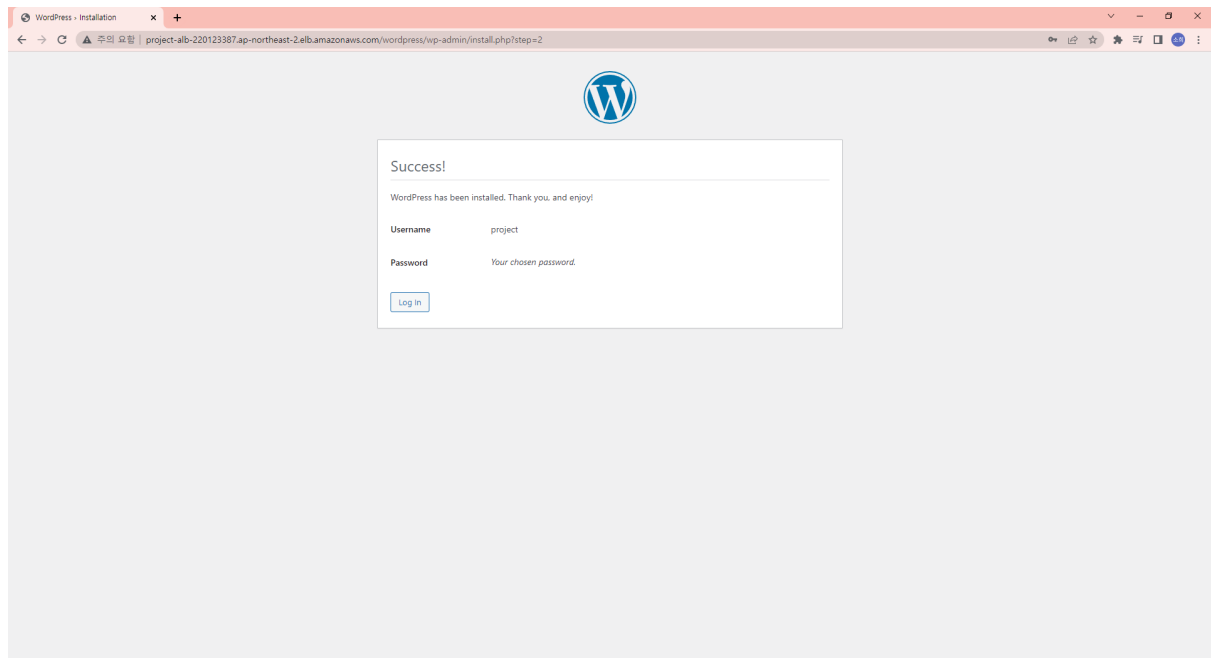 WordPress › Installation
주의 요함 | project-alb-220123387.ap-northeast-2.elb.amazonaws.com/wordpress/wp-admin/install.php?step=2
소희
Success!
WordPress has been installed. Thank you, and enjoy!
Username project
Password Your chosen password.
Log In